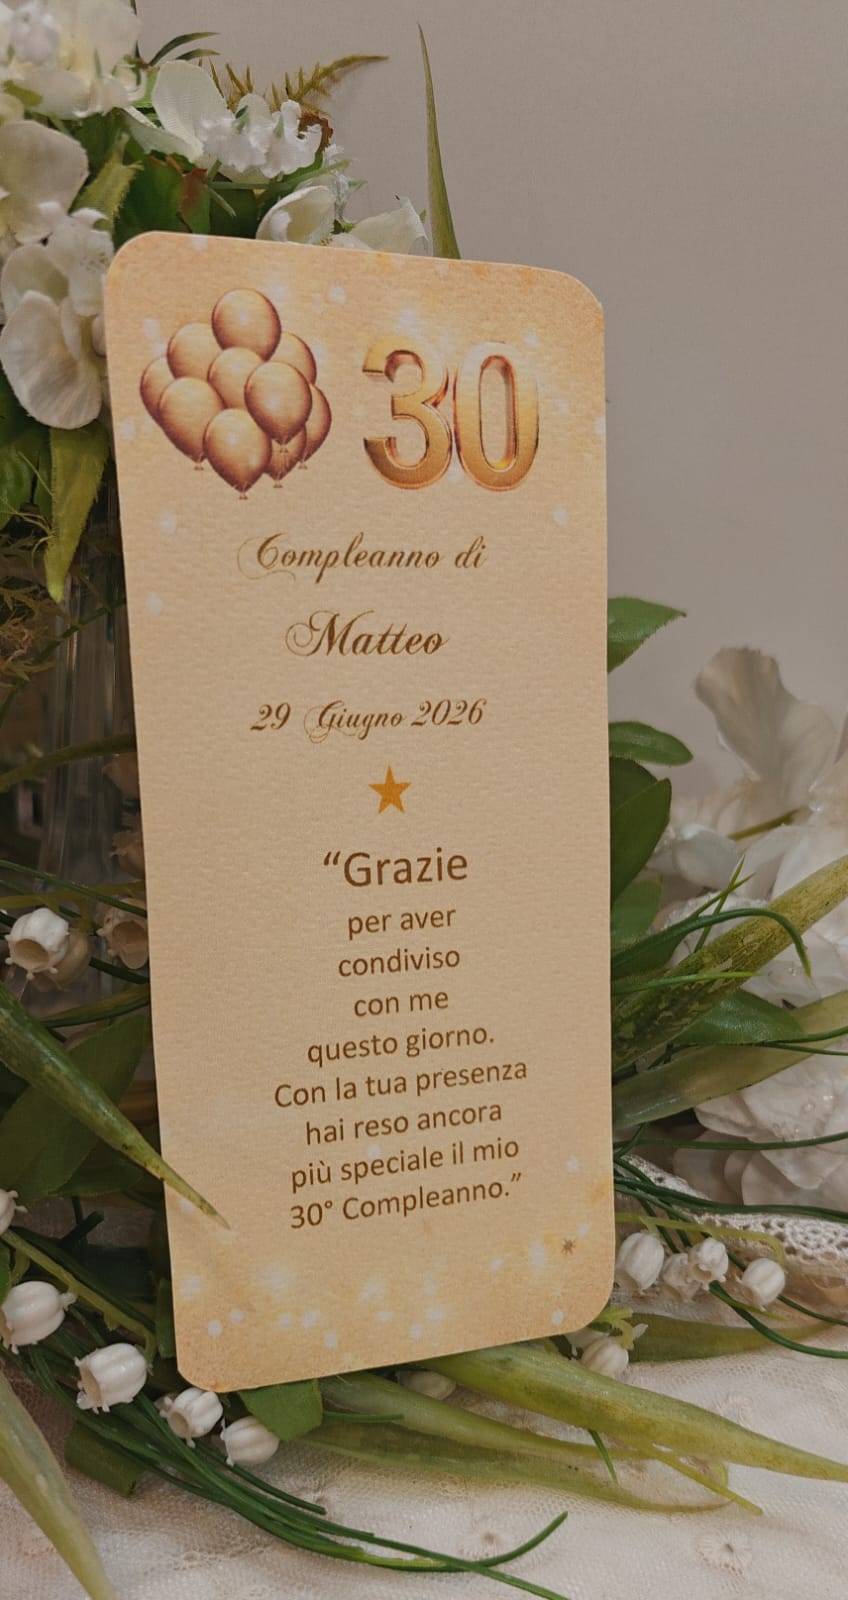 30
Compleanno di
Matteo
29 Giugno 2026
“Grazie
per aver
condiviso
con me
questo giorno.
Con la tua presenza
hai reso ancora
più speciale il mio
30° Compleanno.”